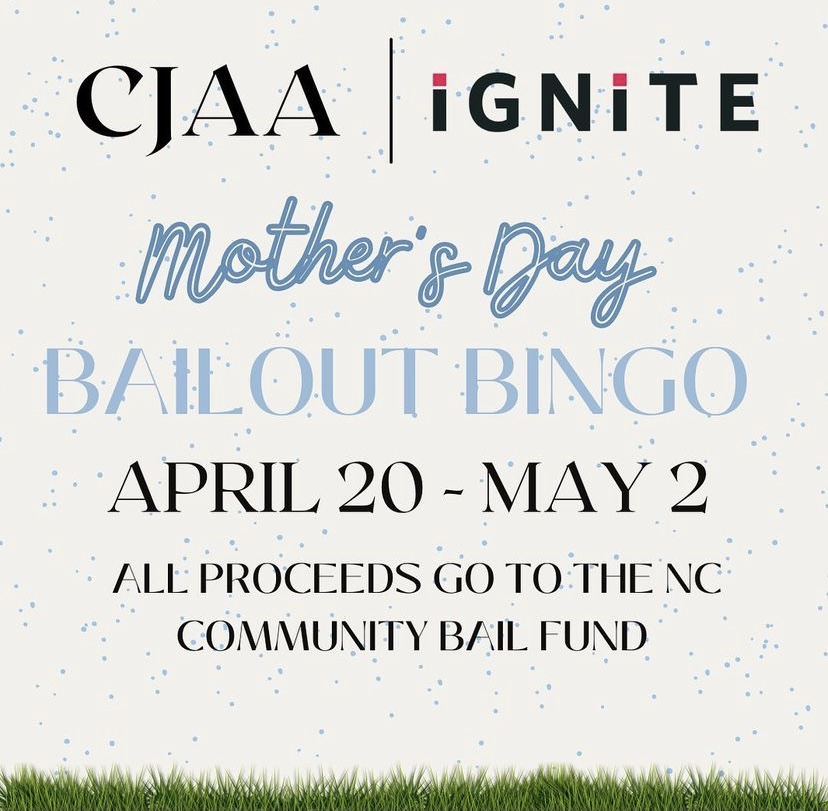 CJAA | iGNiTE
Mother's Day
BAILOUT BINGO
APRIL 20 - MAY 2
ALL PROCEEDS GO TO THE NC
COMMUNITY BAIL FUND